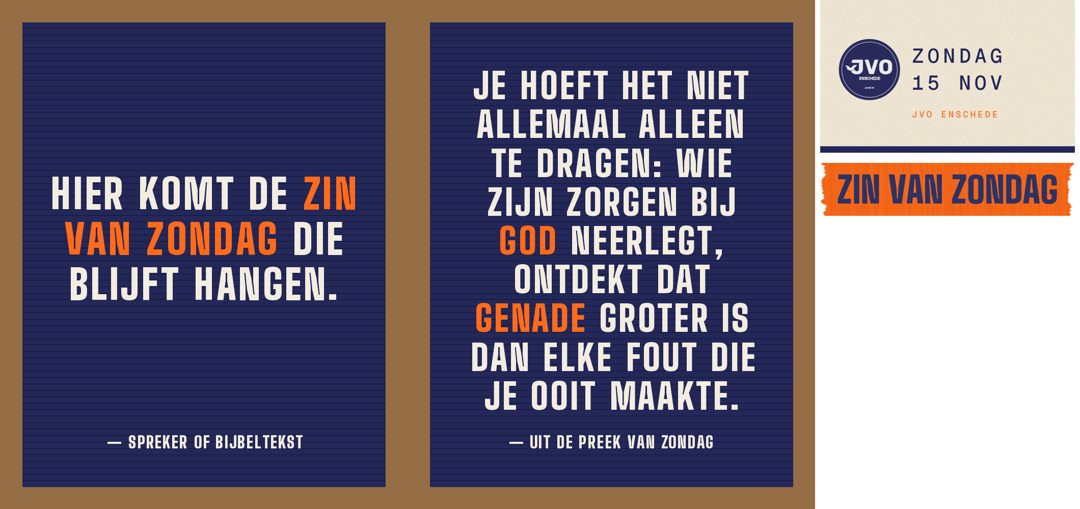 HIER KOMT DE ZIN
VAN ZONDAG DIE
BLIJFT HANGEN.
— SPREKER OF BIJBELTEKST
JE HOEFT HET NIET
ALLEMAAL ALLEEN
TE DRAGEN: WIE
ZIJN ZORGEN BIJ
GOD NEERLEGT,
ONTDEKT DAT
GENADE GROTER IS
DAN ELKE FOUT DIE
JE OOIT MAAKTE.
— UIT DE PREEK VAN ZONDAG
JVO
ENSCHEDE
ZONDAG
15 NOV
JVO ENSCHEDE
ZIN VAN ZONDAG